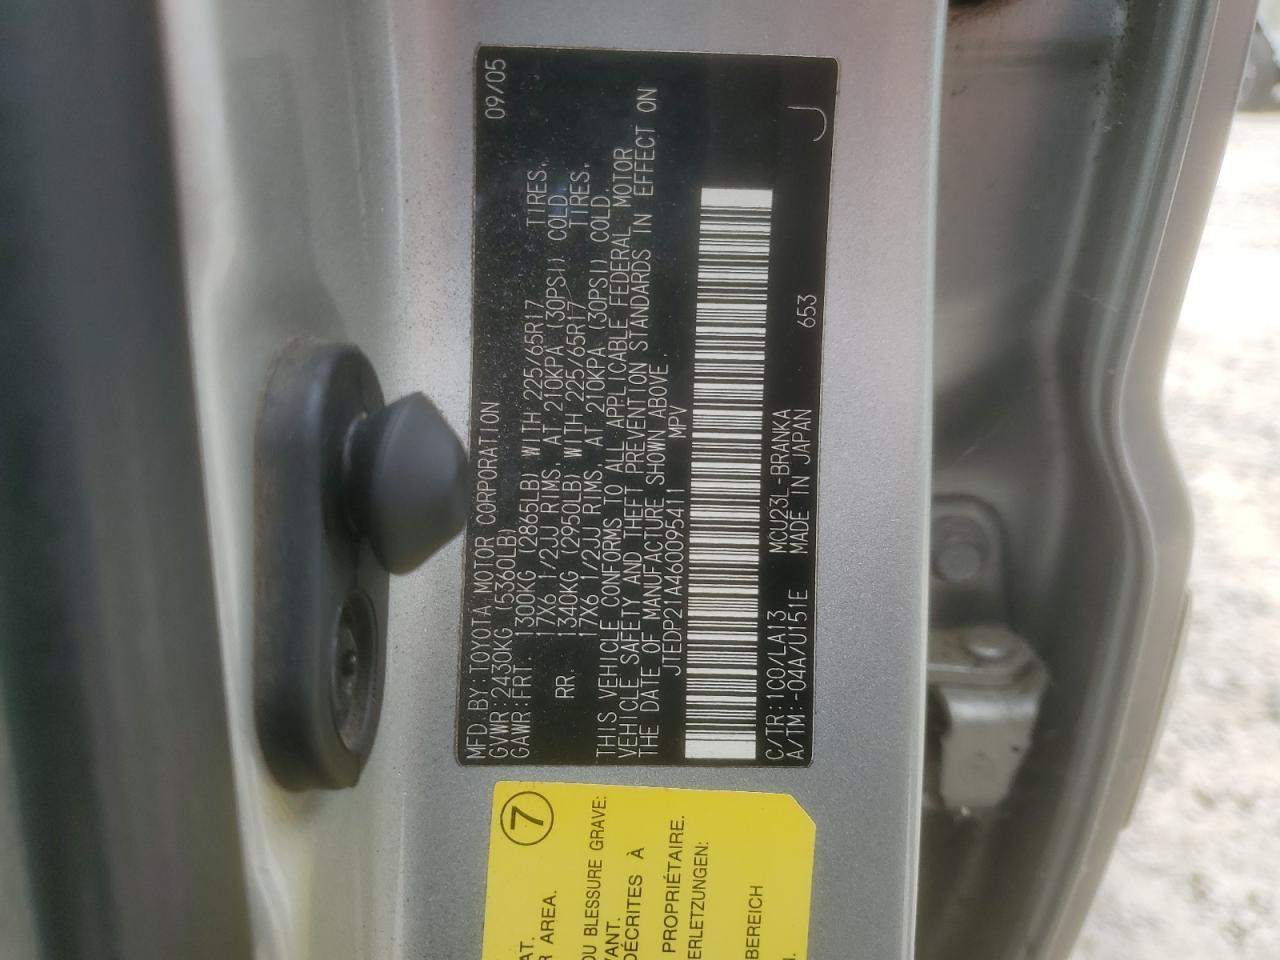 MFD.BY:TOYOTA MOTOR CORPORATION 09/05
GVWR:2430KG (5360LB)
GAWR:FRT. 1300KG (2865LB) WITH 225/65R17 TIRES,
17X6 1/2JJ RIMS, AT 210KPA (30PSI) COLD.
RR. 1340KG (2950LB) WITH 225/65R17 TIRES,
17X6 1/2JJ RIMS, AT 210KPA (30PSI) COLD.
THIS VEHICLE CONFORMS TO ALL APPLICABLE FEDERAL MOTOR
VEHICLE SAFETY AND THEFT PREVENTION STANDARDS IN EFFECT ON
THE DATE OF MANUFACTURE SHOWN ABOVE.
JTEDP21A460095411 MPV
C/TR:1C0/LA13 MCU23L-BRANKA 653
A/TM:-04A/U151E MADE IN JAPAN
J
7
AT.
R AREA.
OU BLESSURE GRAVE:
VANT.
DÉCRITES À
PROPRIÉTAIRE.
ERLETZUNGEN:
BEREICH